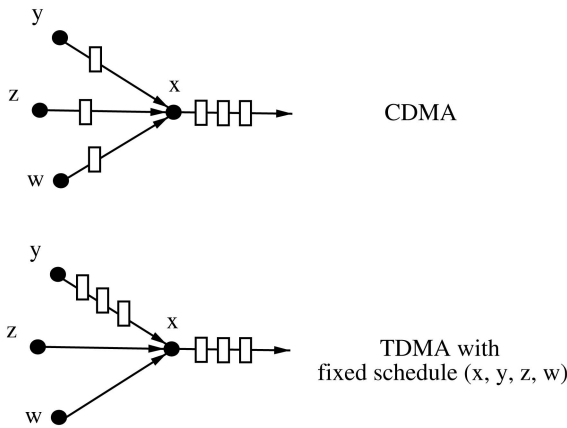 y
z
x
CDMA
w
y
z
x
TDMA with
fixed schedule (x, y, z, w)
w